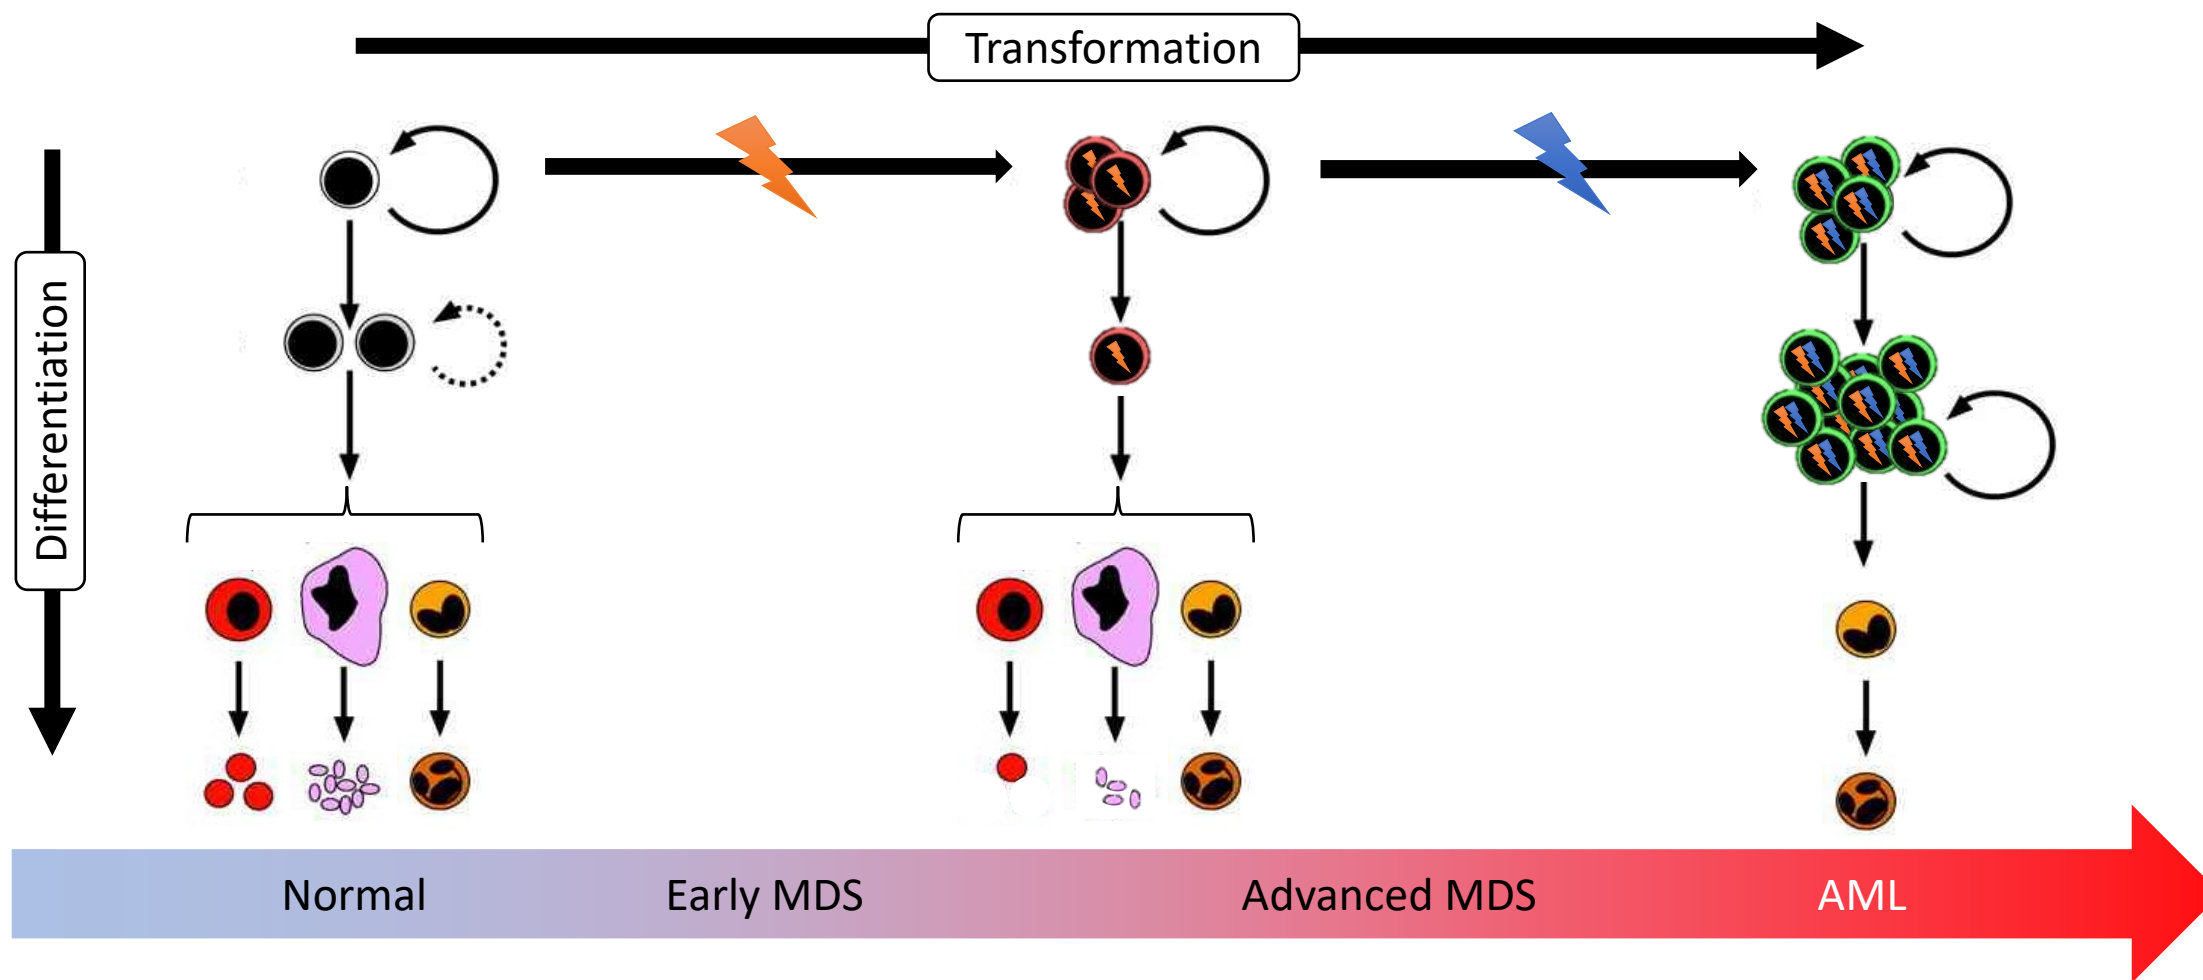 Transformation
Differentiation
Normal
Early MDS
Advanced MDS
AML